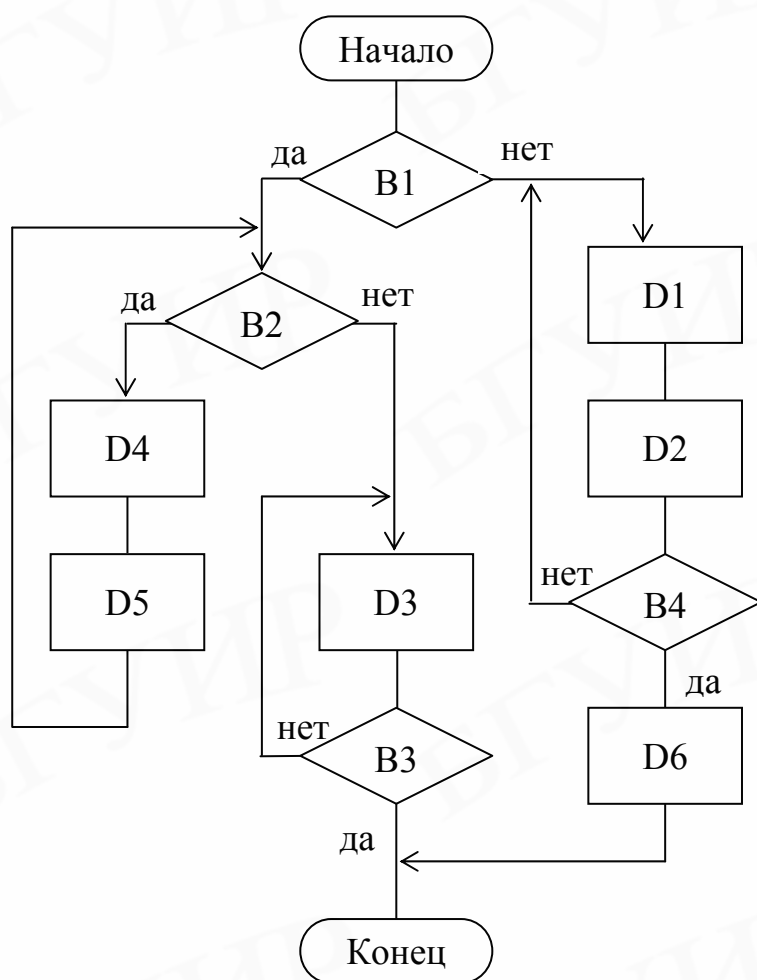 Начало
да
нет
B1
D1
да
нет
B2
D4
D2
D5
D3
нет
B4
да
нет
B3
D6
да
Конец
БГУИР